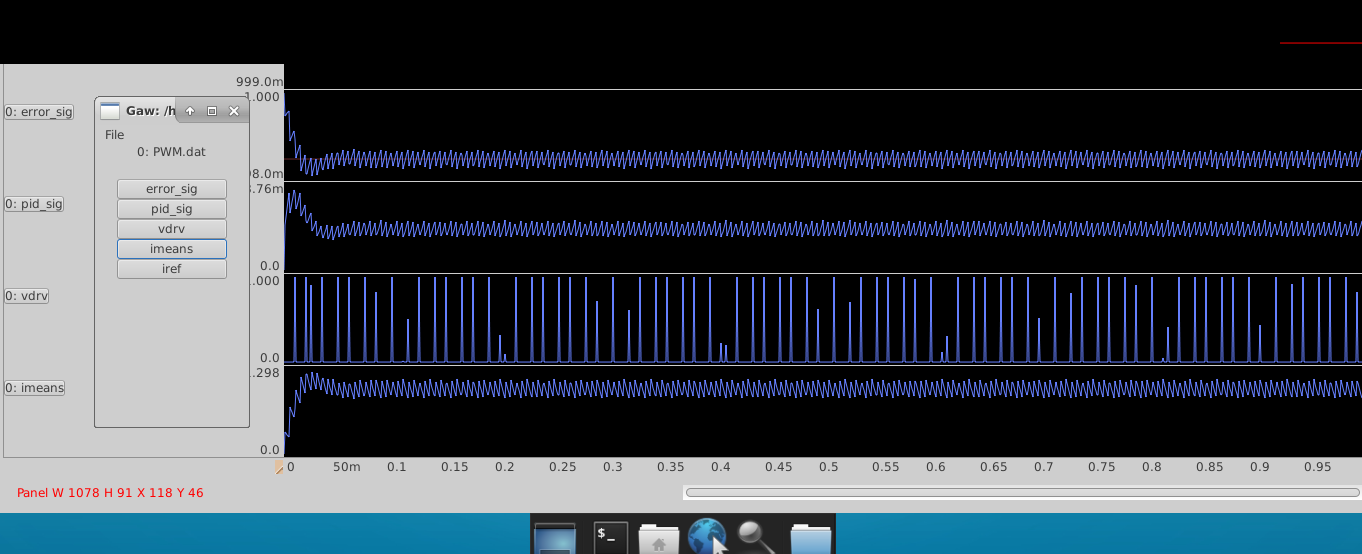 999.0m
1.000
0: error_sig
Gaw: /h
File
0: PWM.dat
98.0m
.76m
error_sig
pid_sig
vdrv
imeans
iref
0: pid_sig
0.0
.000
0: vdrv
0.0
.298
0: imeans
0.0
0 50m 0.1 0.15 0.2 0.25 0.3 0.35 0.4 0.45 0.5 0.55 0.6 0.65 0.7 0.75 0.8 0.85 0.9 0.95
Panel W 1078 H 91 X 118 Y 46
$_